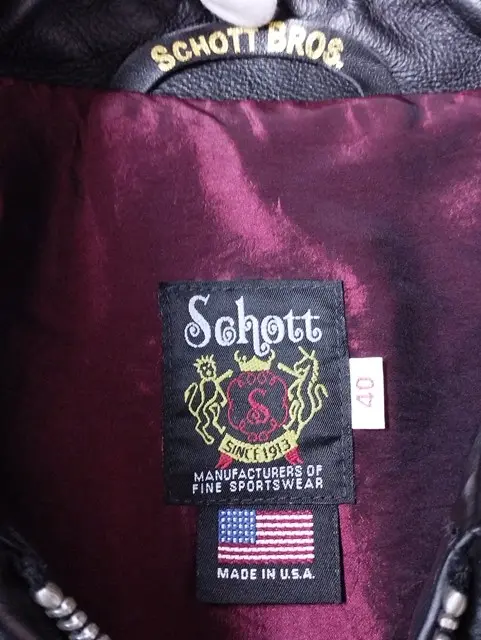 SCHOTT BROS.
Schott
S
SINCE 1913
MANUFACTURERS OF
FINE SPORTSWEAR
40
MADE IN U.S.A.